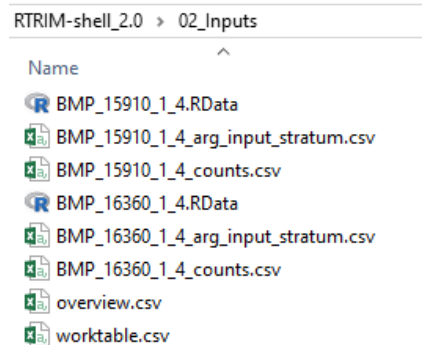 RTRIM-shell_2.0 > 02_Inputs
Name
BMP_15910_1_4.RData
BMP_15910_1_4_arg_input_stratum.csv
BMP_15910_1_4_counts.csv
BMP_16360_1_4.RData
BMP_16360_1_4_arg_input_stratum.csv
BMP_16360_1_4_counts.csv
overview.csv
worktable.csv